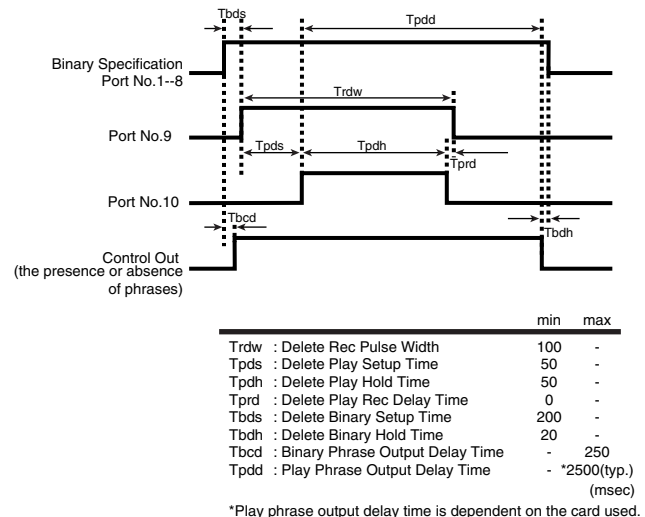 Tbds
Tpdd
Binary Specification
Port No.1--8
Trdw
Port No.9
Tpds
Tpdh
Tprd
Port No.10
Tbcd
Tbdh
Control Out
(the presence or absence
of phrases)
min max
Trdw : Delete Rec Pulse Width 100 -
Tpds : Delete Play Setup Time 50 -
Tpdh : Delete Play Hold Time 50 -
Tprd : Delete Play Rec Delay Time 0 -
Tbds : Delete Binary Setup Time 200 -
Tbdh : Delete Binary Hold Time 20 -
Tbcd : Binary Phrase Output Delay Time - 250
Tpdd : Play Phrase Output Delay Time - *2500(typ.)
(msec)
*Play phrase output delay time is dependent on the card used.